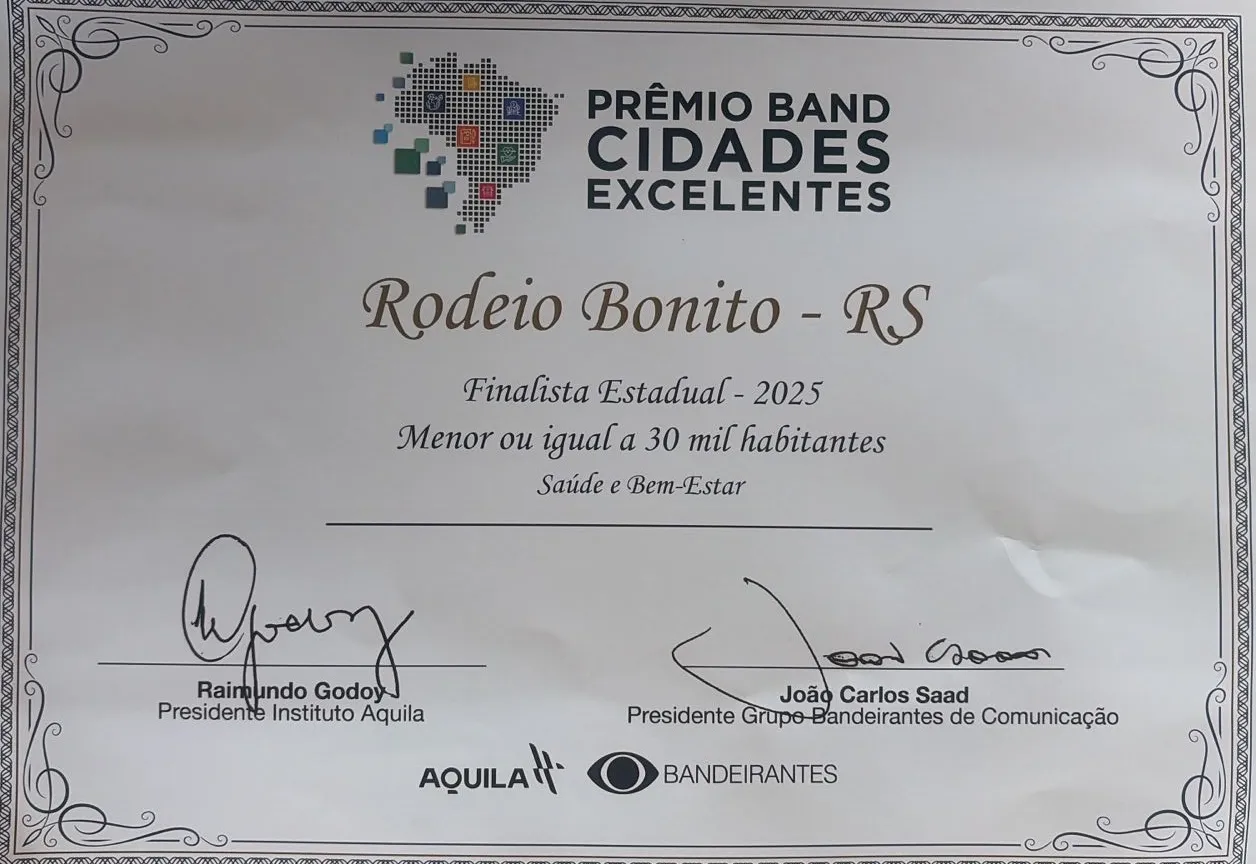 PRÊMIO BAND
CIDADES
EXCELENTES
Rodeio Bonito - RS
Finalista Estadual - 2025
Menor ou igual a 30 mil habitantes
Saúde e Bem-Estar
Raimundo Godoy
Presidente Instituto Aquila
João Carlos Saad
Presidente Grupo Bandeirantes de Comunicação
AQUILA
BANDEIRANTES